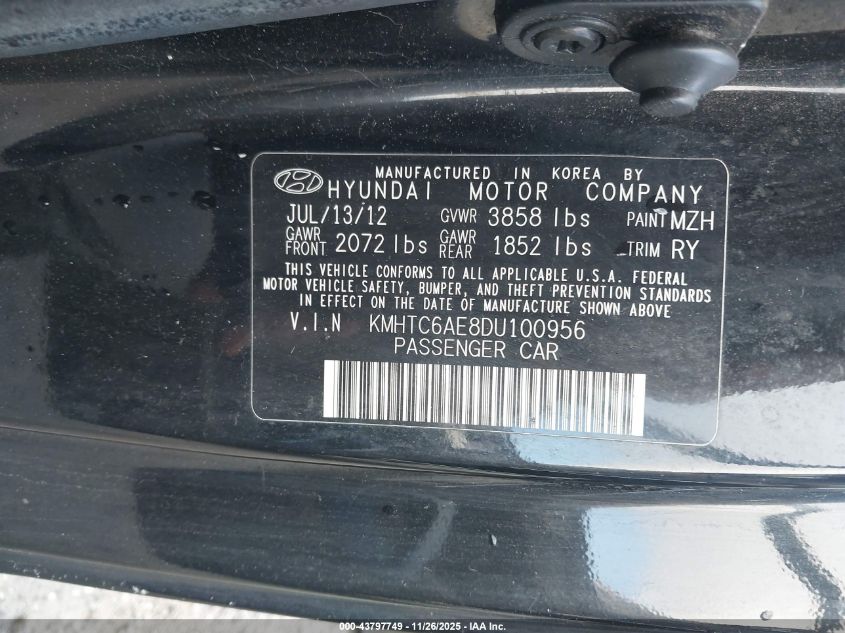 MANUFACTURED IN KOREA BY
HYUNDAI MOTOR COMPANY
JUL/13/12 GVWR 3858 lbs PAINT MZH
GAWR FRONT 2072 lbs GAWR REAR 1852 lbs TRIM RY
THIS VEHICLE CONFORMS TO ALL APPLICABLE U.S.A. FEDERAL
MOTOR VEHICLE SAFETY, BUMPER, AND THEFT PREVENTION STANDARDS
IN EFFECT ON THE DATE OF MANUFACTURE SHOWN ABOVE
V.I.N KMHTC6AE8DU100956
PASSENGER CAR
000-43797749 - 11/26/2025 - IAA Inc.